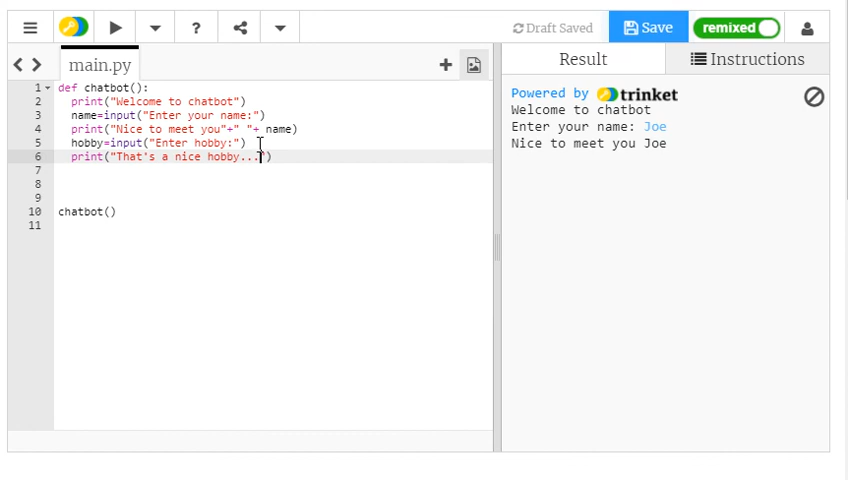 ? Draft Saved Save remixed
main.py
Result Instructions
1 def chatbot():
2 print("Welcome to chatbot")
3 name=input("Enter your name:")
4 print("Nice to meet you"+" "+ name)
5 hobby=input("Enter hobby:")
6 print("That's a nice hobby...")
7
8
9
10 chatbot()
11
Powered by trinket
Welcome to chatbot
Enter your name: Joe
Nice to meet you Joe